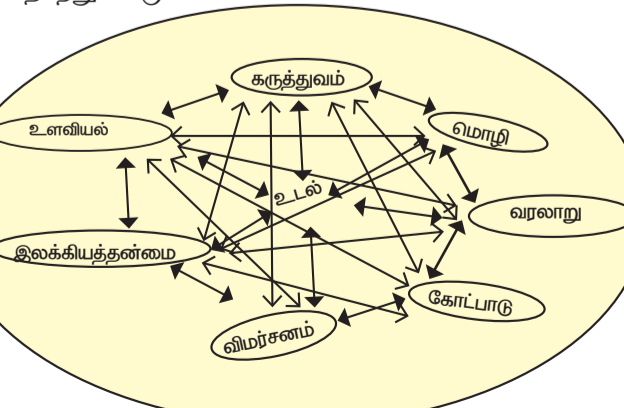 கருத்துவம்
உளவியல்
மொழி
உடல்
வரலாறு
இலக்கியத்தன்மை
கோட்பாடு
விமர்சனம்